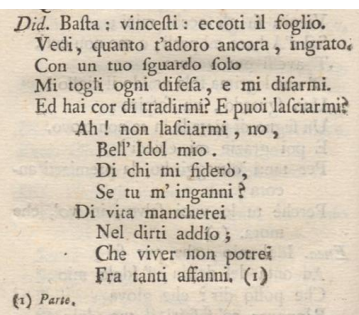 Did. Baſta : vinceſti : eccoti il foglio.
Vedi, quanto t'adoro ancora, ingrato.
Con un tuo ſguardo ſolo
Mi togli ogni difeſa, e mi diſarmi.
Ed hai cor di tradirmi? E puoi laſciarmi?
Ah! non laſciarmi, no,
Bell' Idol mio.
Di chi mi fiderò,
Se tu m' inganni?
Di vita mancherei
Nel dirti addio;
Che viver non potrei
Fra tanti affanni. (1)
(1) Parte.